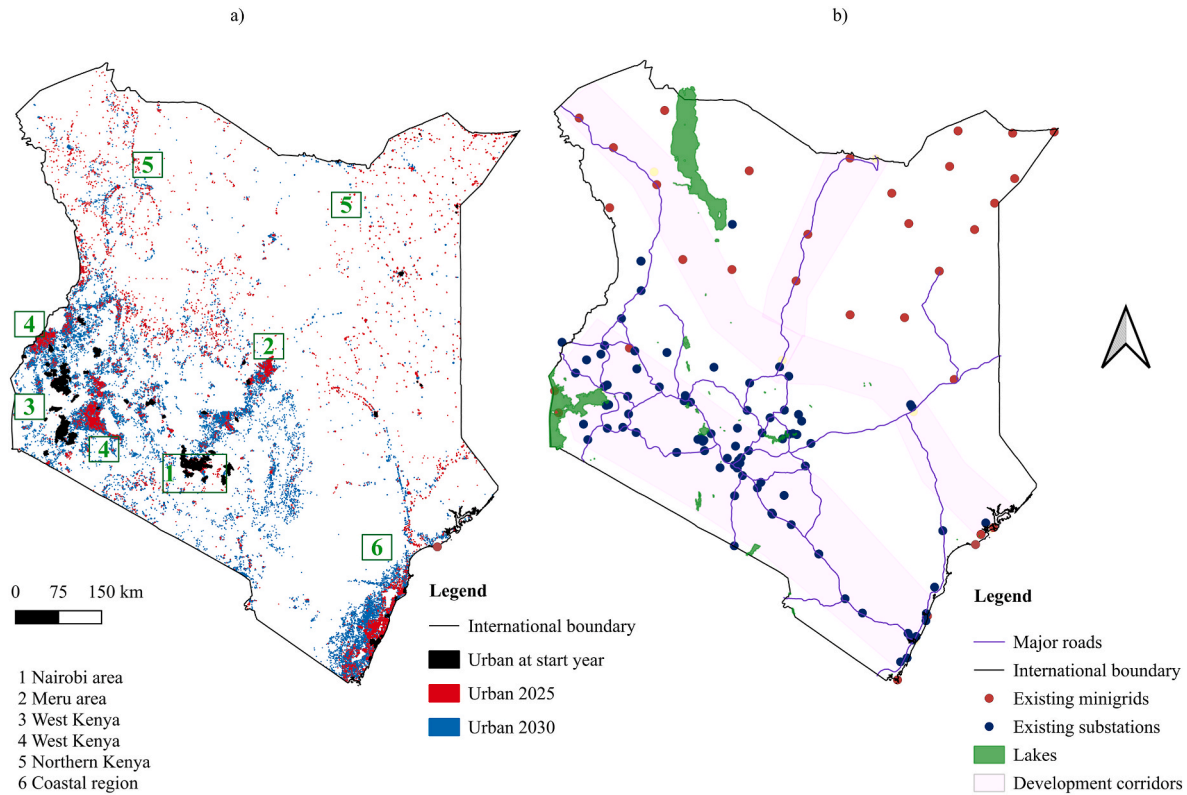 a)
b)
5
5
4
2
3
4
1
6
0 75 150 km
1 Nairobi area
2 Meru area
3 West Kenya
4 West Kenya
5 Northern Kenya
6 Coastal region
Legend
International boundary
Urban at start year
Urban 2025
Urban 2030
Legend
Major roads
International boundary
Existing minigrids
Existing substations
Lakes
Development corridors